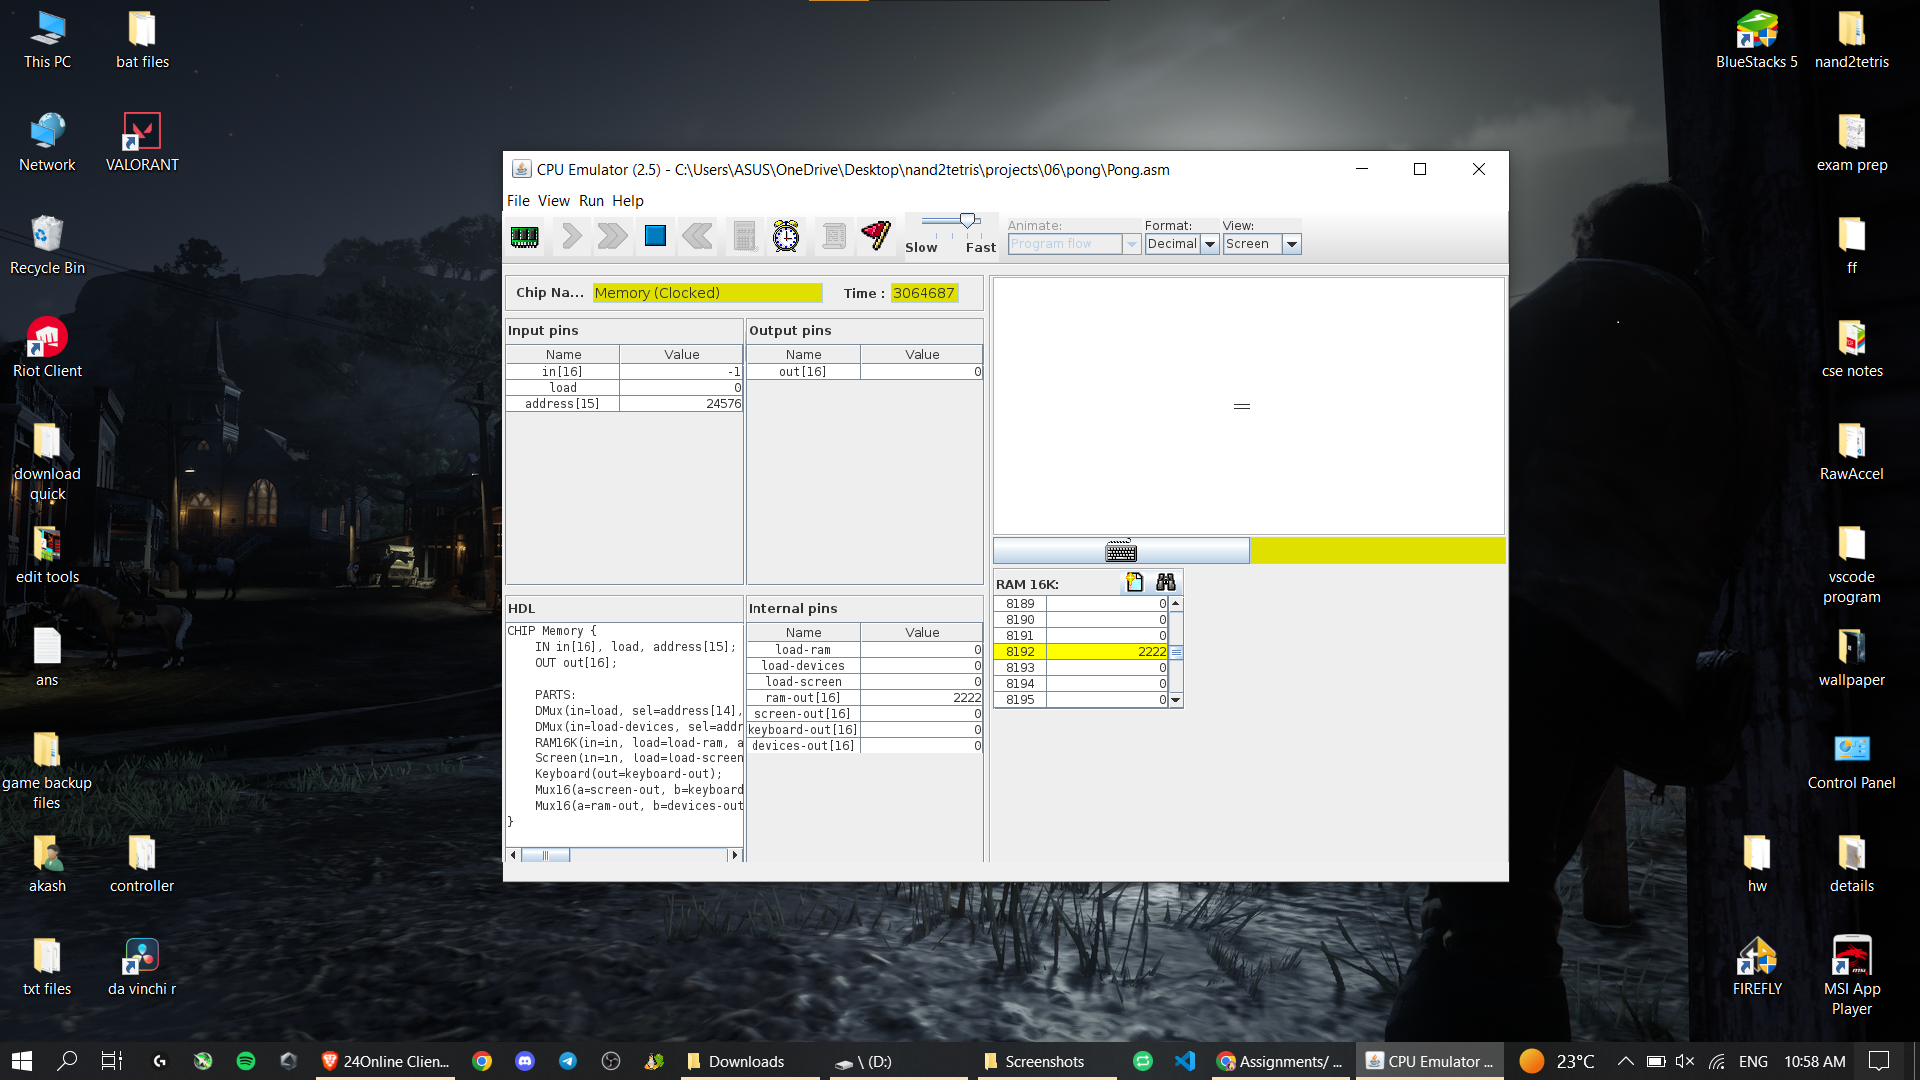 This PC
bat files
Network
VALORANT
Recycle Bin
Riot Client
download
quick
edit tools
ans
game backup
files
akash
controller
txt files
da vinchi r
BlueStacks 5
nand2tetris
exam prep
ff
cse notes
RawAccel
vscode
program
wallpaper
Control Panel
hw
details
FIREFLY
MSI App
Player
CPU Emulator (2.5) - C:\Users\ASUS\OneDrive\Desktop\nand2tetris\projects\06\pong\Pong.asm
File View Run Help
Slow Fast
Animate: Format: View:
Program flow Decimal Screen
Chip Na... Memory (Clocked) Time : 3064687
Input pins
Name Value
in[16] -1
load 0
address[15] 24576
Output pins
Name Value
out[16] 0
HDL
CHIP Memory {
IN in[16], load, address[15];
OUT out[16];
PARTS:
DMux(in=load, sel=address[14],
DMux(in=load-devices, sel=addr
RAM16K(in=in, load=load-ram, a
Screen(in=in, load=load-screen
Keyboard(out=keyboard-out);
Mux16(a=screen-out, b=keyboard
Mux16(a=ram-out, b=devices-out
}
Internal pins
Name Value
load-ram 0
load-devices 0
load-screen 0
ram-out[16] 2222
screen-out[16] 0
keyboard-out[16] 0
devices-out[16] 0
RAM 16K:
8189 0
8190 0
8191 0
8192 2222
8193 0
8194 0
8195 0
24Online Clien...
Downloads
\ (D:)
Screenshots
Assignments/ ...
CPU Emulator ...
23°C
ENG
10:58 AM